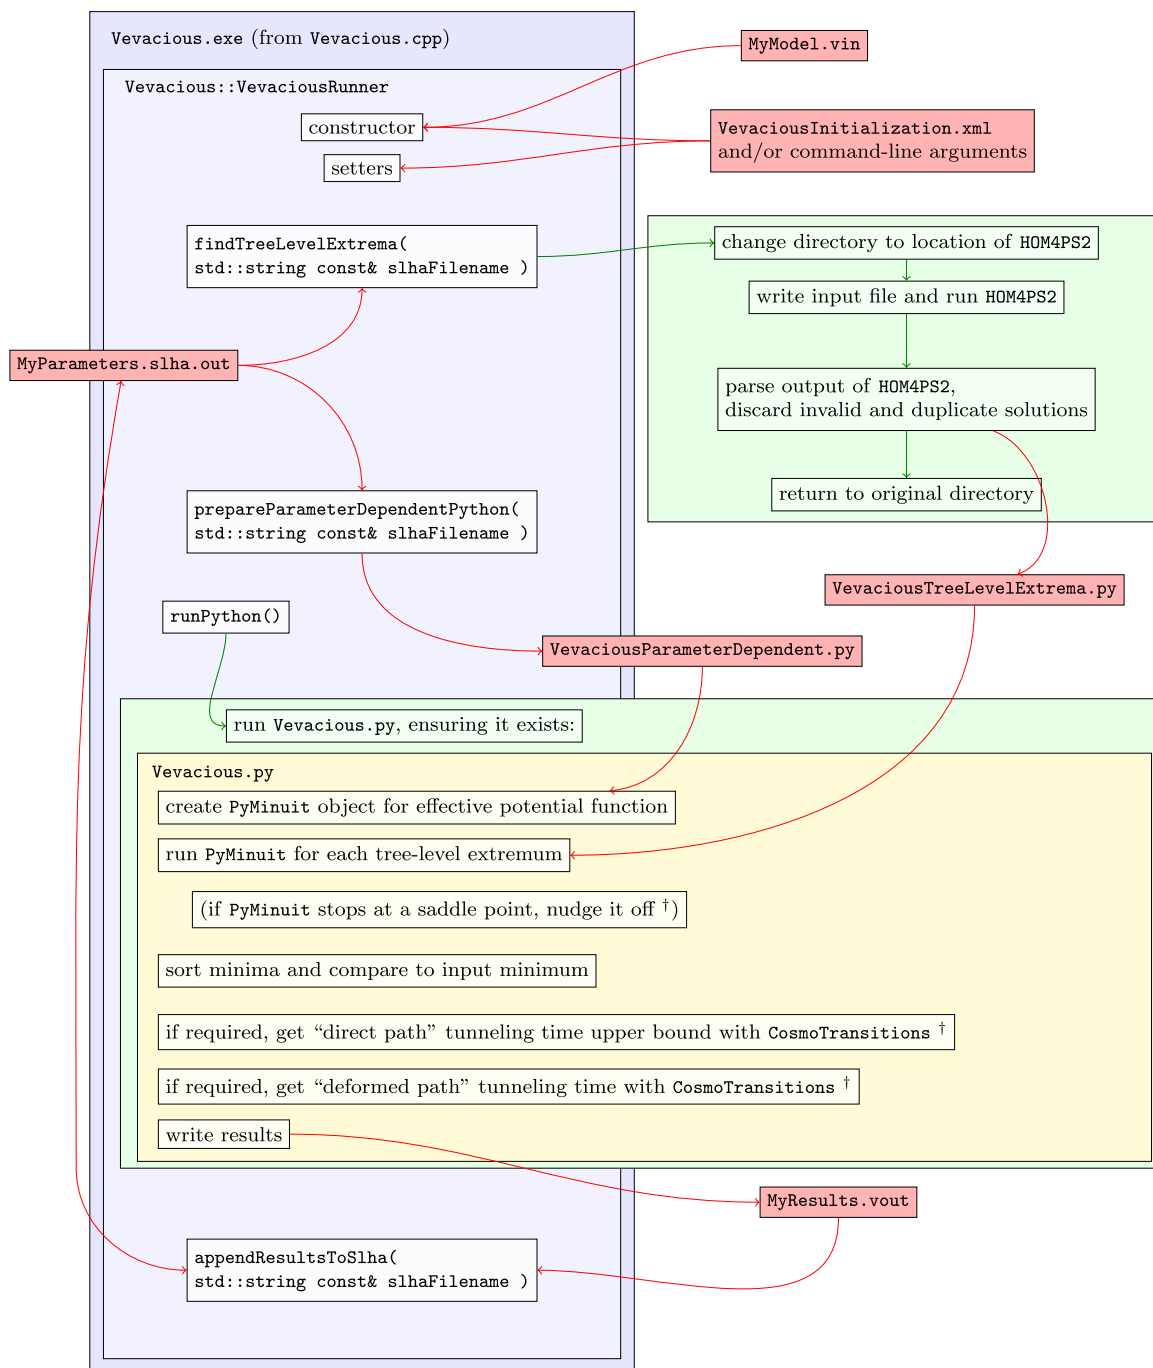 Vevacious.exe (from Vevacious.cpp)
MyModel.vin
Vevacious::VevaciousRunner
constructor
VevaciousInitialization.xml
and/or command-line arguments
setters
findTreeLevelExtrema(
std::string const& slhaFilename )
change directory to location of HOM4PS2
write input file and run HOM4PS2
MyParameters.slha.out
parse output of HOM4PS2,
discard invalid and duplicate solutions
return to original directory
prepareParameterDependentPython(
std::string const& slhaFilename )
VevaciousTreeLevelExtrema.py
runPython()
VevaciousParameterDependent.py
run Vevacious.py, ensuring it exists:
Vevacious.py
create PyMinuit object for effective potential function
run PyMinuit for each tree-level extremum
(if PyMinuit stops at a saddle point, nudge it off †)
sort minima and compare to input minimum
if required, get “direct path” tunneling time upper bound with CosmoTransitions †
if required, get “deformed path” tunneling time with CosmoTransitions †
write results
MyResults.vout
appendResultsToSlha(
std::string const& slhaFilename )